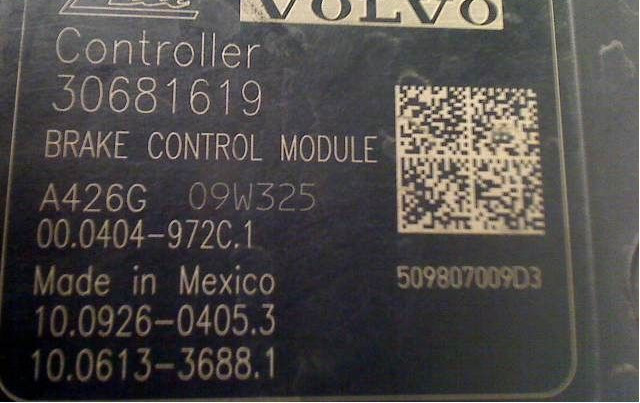 VOLVO
Controller
30681619
BRAKE CONTROL MODULE
A426G 09W325
00.0404-972C.1
Made in Mexico
509807009D3
10.0926-0405.3
10.0613-3688.1